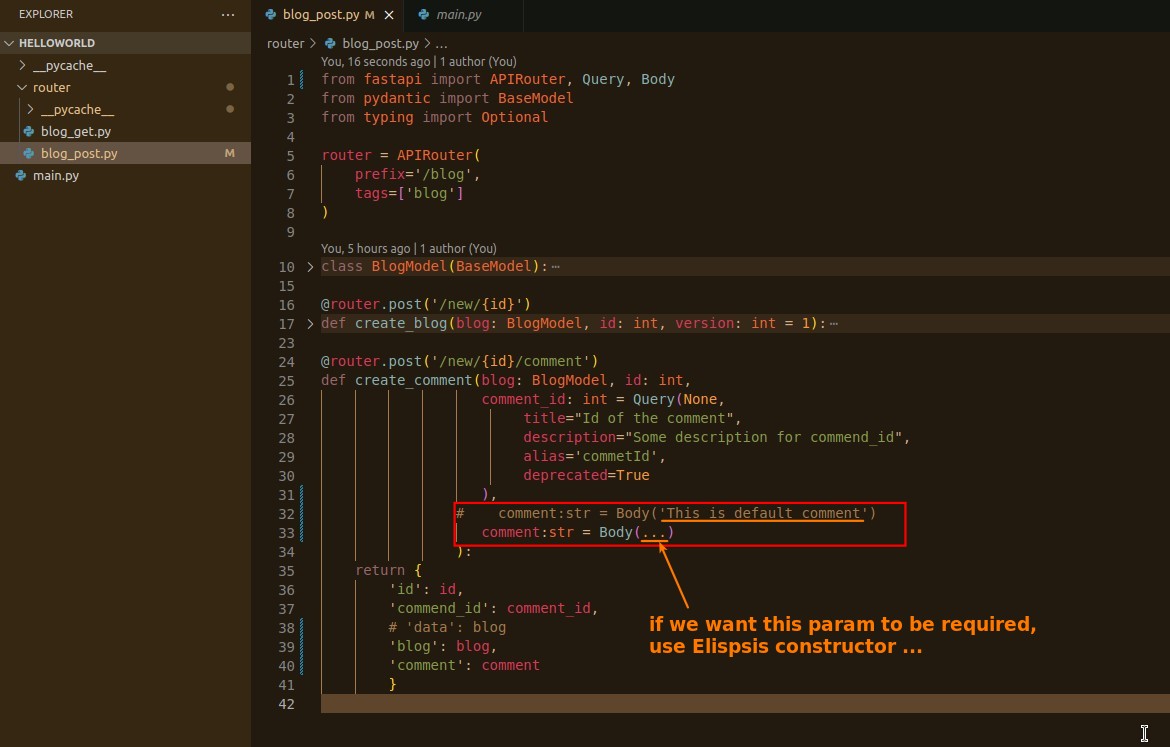 EXPLORER
HELLOWORLD
__pycache__
router
__pycache__
blog_get.py
blog_post.py M
main.py
blog_post.py M main.py
router > blog_post.py > ...
You, 16 seconds ago | 1 author (You)
1 from fastapi import APIRouter, Query, Body
2 from pydantic import BaseModel
3 from typing import Optional
4
5 router = APIRouter(
6     prefix='/blog',
7     tags=['blog']
8 )
9
You, 5 hours ago | 1 author (You)
10 class BlogModel(BaseModel): ⋯
15
16 @router.post('/new/{id}')
17 def create_blog(blog: BlogModel, id: int, version: int = 1): ⋯
23
24 @router.post('/new/{id}/comment')
25 def create_comment(blog: BlogModel, id: int,
26                    comment_id: int = Query(None,
27                         title="Id of the comment",
28                         description="Some description for commend_id",
29                         alias='commetId',
30                         deprecated=True
31                    ),
32                 #    comment:str = Body('This is default comment')
33                    comment:str = Body(...)
34                 ):
35     return {
36         'id': id,
37         'commend_id': comment_id,
38         # 'data': blog
39         'blog': blog,
40         'comment': comment
41         }
42
if we want this param to be required,
use Elispsis constructor ...